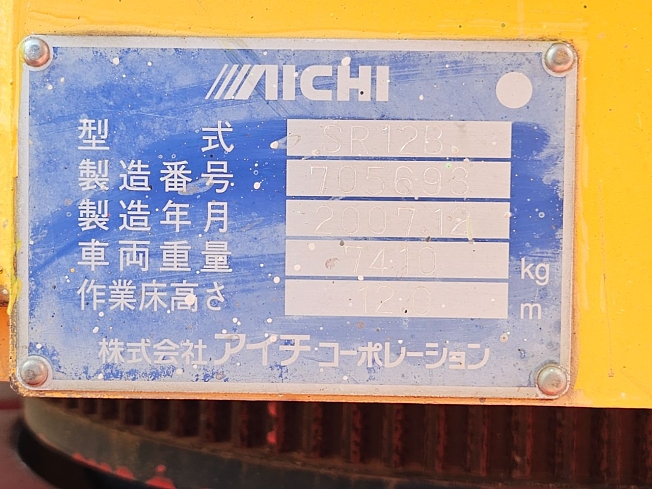 AICHI
型式 SR12B
製造番号 705698
製造年月 2007.12
車両重量 7410 kg
作業床高さ 12.0 m
株式会社 アイチ コーポレーション